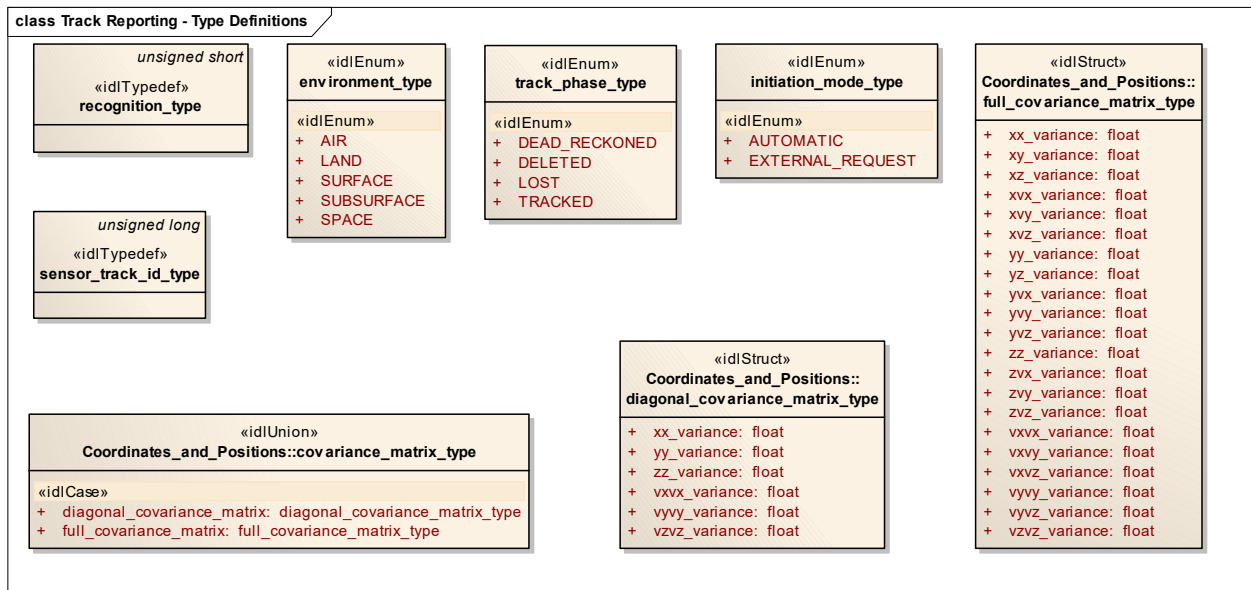 class Track Reporting - Type Definitions
unsigned short
«idlTypedef»
recognition_type
«idlEnum»
environment_type
«idlEnum»
+ AIR
+ LAND
+ SURFACE
+ SUBSURFACE
+ SPACE
«idlEnum»
track_phase_type
«idlEnum»
+ DEAD_RECKONED
+ DELETED
+ LOST
+ TRACKED
«idlEnum»
initiation_mode_type
«idlEnum»
+ AUTOMATIC
+ EXTERNAL_REQUEST
«idlStruct»
Coordinates_and_Positions::
full_covariance_matrix_type
+ xx_variance: float
+ xy_variance: float
+ xz_variance: float
+ xvx_variance: float
+ xvy_variance: float
+ xvz_variance: float
+ yy_variance: float
+ yz_variance: float
+ yvx_variance: float
+ yvy_variance: float
+ yvz_variance: float
+ zz_variance: float
+ zvx_variance: float
+ zvy_variance: float
+ zvz_variance: float
+ vxvx_variance: float
+ vxvy_variance: float
+ vxvz_variance: float
+ vyvy_variance: float
+ vyvz_variance: float
+ vzvz_variance: float
unsigned long
«idlTypedef»
sensor_track_id_type
«idlStruct»
Coordinates_and_Positions::
diagonal_covariance_matrix_type
+ xx_variance: float
+ yy_variance: float
+ zz_variance: float
+ vxvx_variance: float
+ vyvy_variance: float
+ vzvz_variance: float
«idlUnion»
Coordinates_and_Positions::covariance_matrix_type
«idlCase»
+ diagonal_covariance_matrix: diagonal_covariance_matrix_type
+ full_covariance_matrix: full_covariance_matrix_type